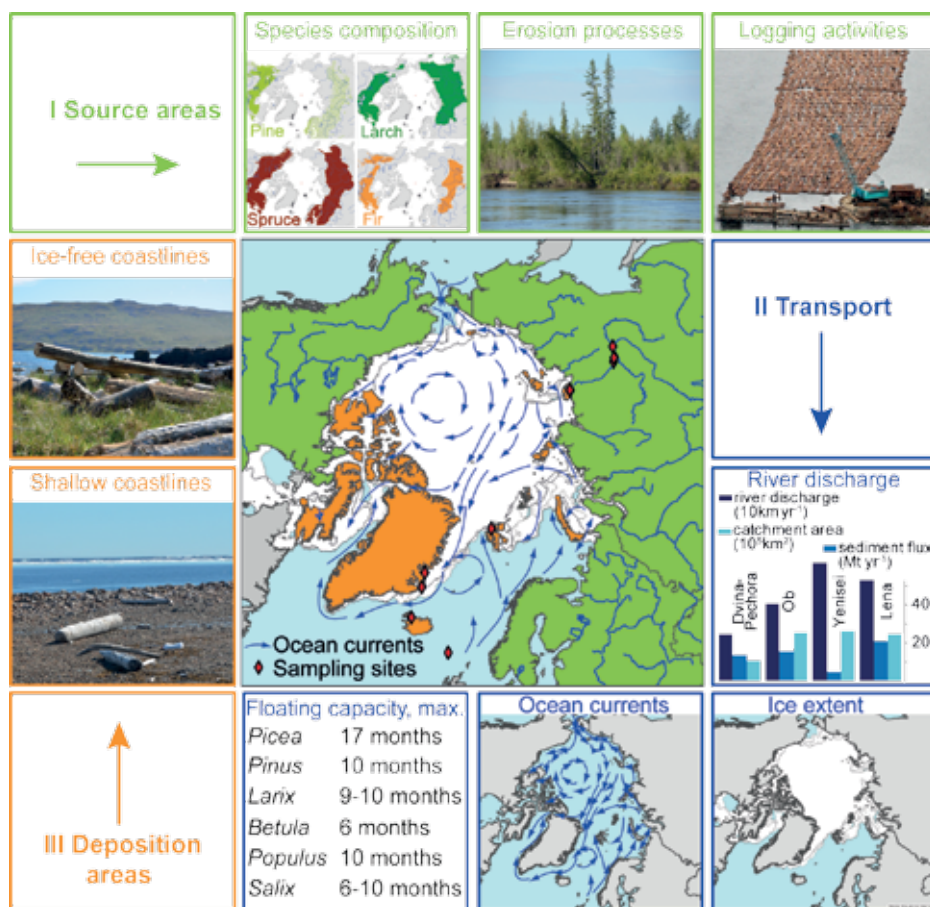 Species composition
Erosion processes
Logging activities
I Source areas
Pine
Larch
Spruce
Fir
Ice-free coastlines
II Transport
Shallow coastlines
River discharge
river discharge
(10km yr⁻¹)
catchment area
sediment flux
(Mt yr⁻¹)
Dvina-
Pechora
Ob
Yenisei
Lena
40
20
Ocean currents
Sampling sites
III Deposition
areas
Floating capacity, max.
Picea 17 months
Pinus 10 months
Larix 9-10 months
Betula 6 months
Populus 10 months
Salix 6-10 months
Ocean currents
Ice extent